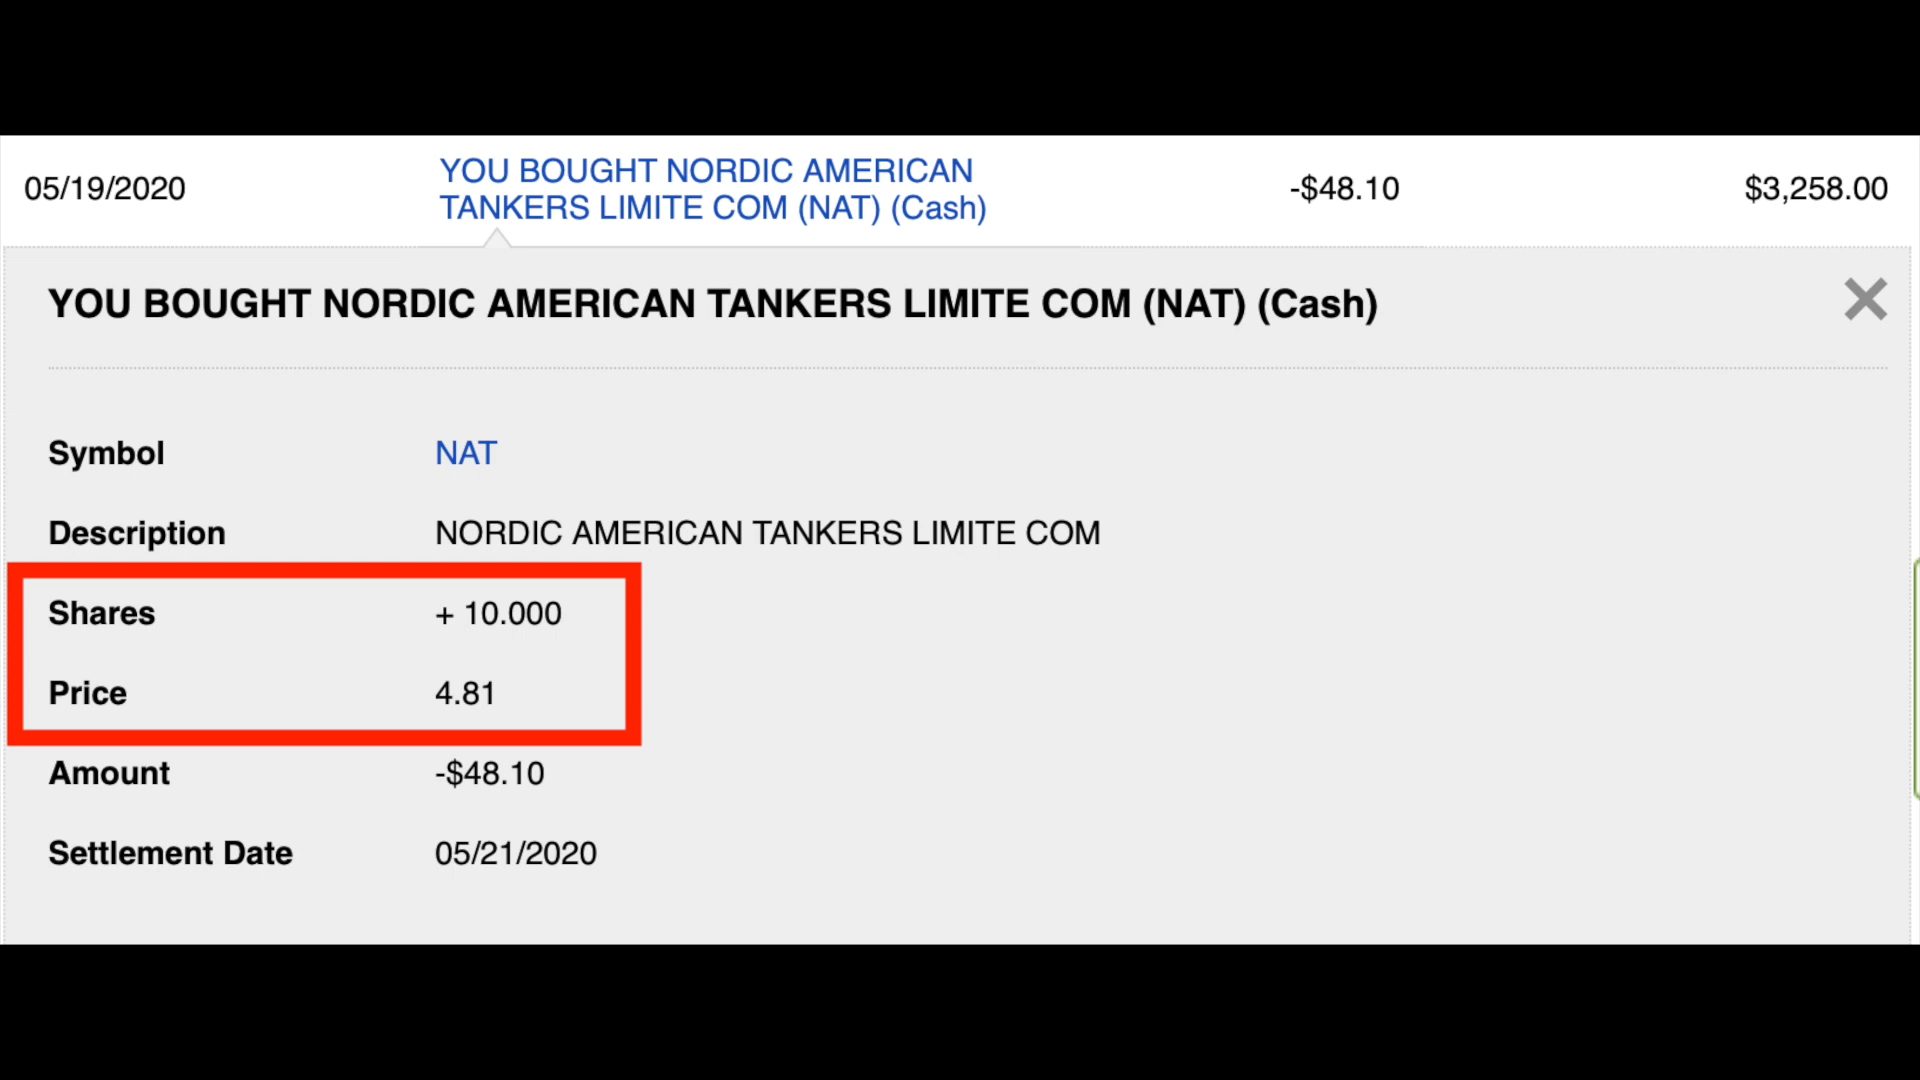 05/19/2020
YOU BOUGHT NORDIC AMERICAN
TANKERS LIMITE COM (NAT) (Cash)
-$48.10
$3,258.00
YOU BOUGHT NORDIC AMERICAN TANKERS LIMITE COM (NAT) (Cash)
Symbol NAT
Description NORDIC AMERICAN TANKERS LIMITE COM
Shares + 10.000
Price 4.81
Amount -$48.10
Settlement Date 05/21/2020